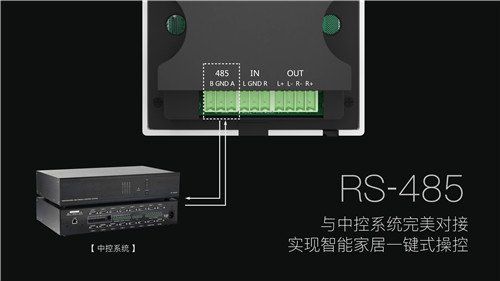 485 IN OUT
B GND A L GND R L+ L- R- R+
RS-485
与中控系统完美对接
实现智能家居一键式操控
【 中控系统 】